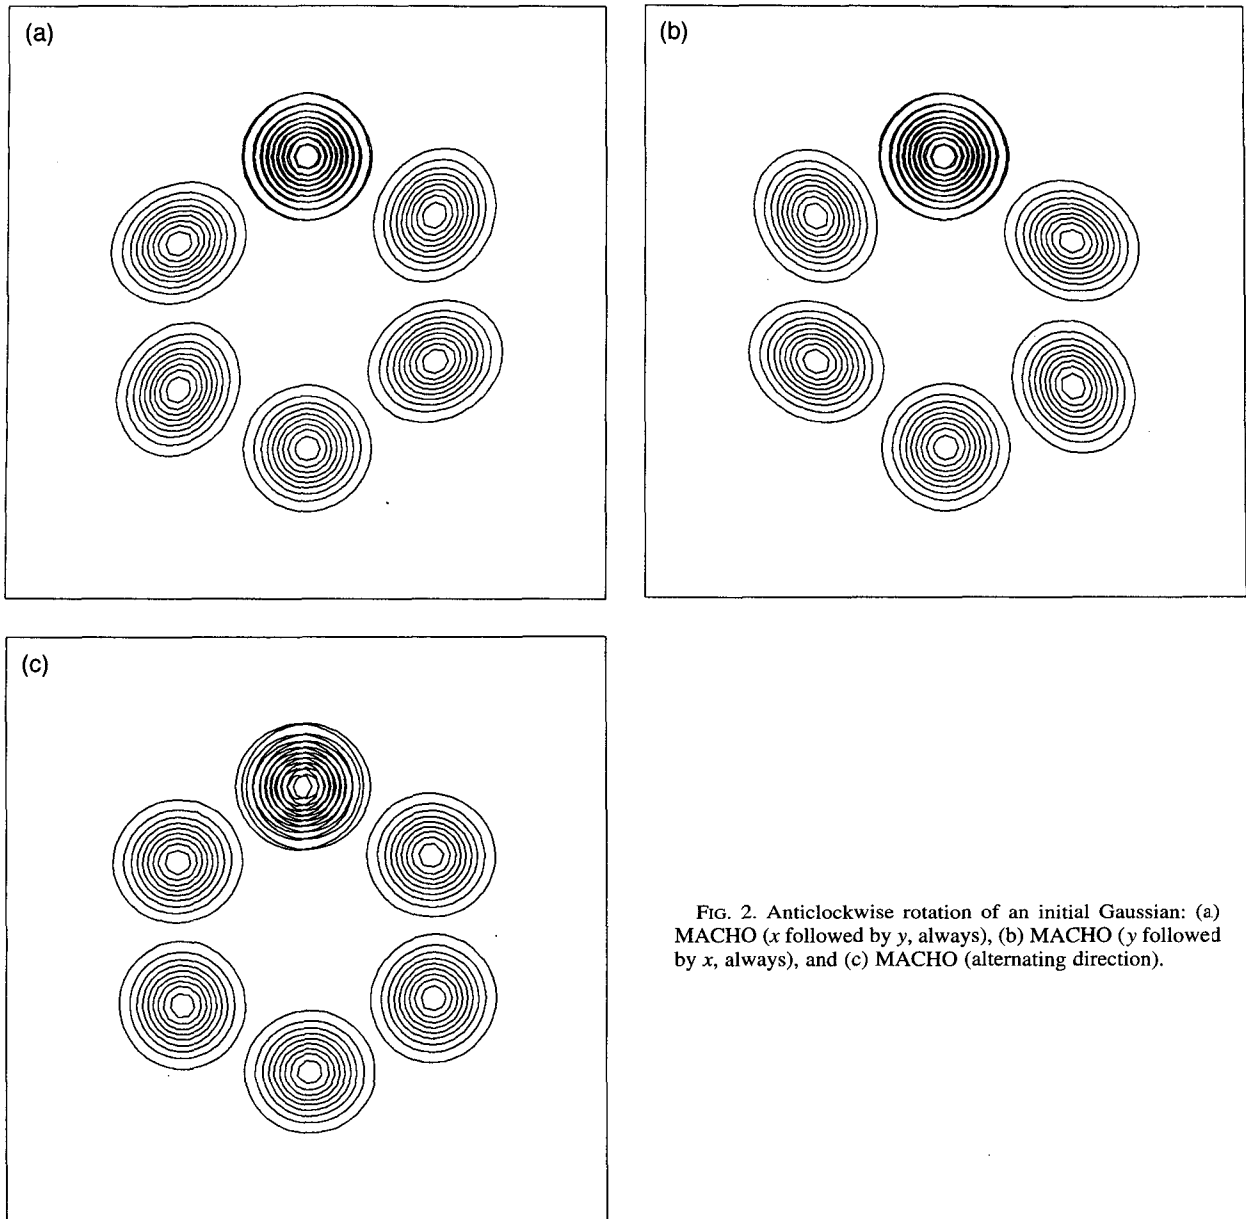 (a)
(b)
(c)
FIG. 2. Anticlockwise rotation of an initial Gaussian: (a)
MACHO (x followed by y, always), (b) MACHO (y followed
by x, always), and (c) MACHO (alternating direction).